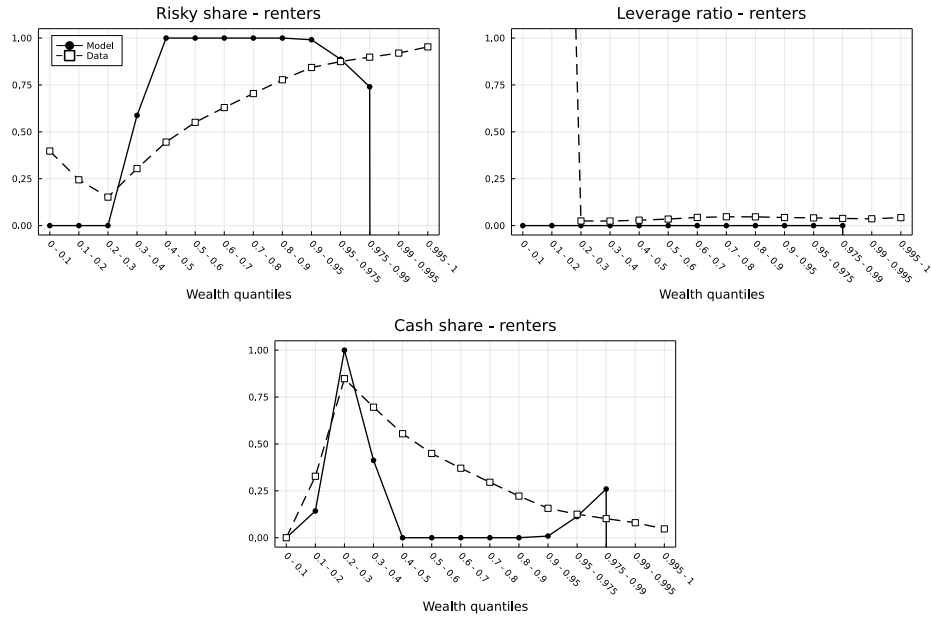 Risky share - renters
1.00
0.75
0.50
0.25
0.00
Model
Data
0 - 0.1
0.1 - 0.2
0.2 - 0.3
0.3 - 0.4
0.4 - 0.5
0.5 - 0.6
0.6 - 0.7
0.7 - 0.8
0.8 - 0.9
0.9 - 0.95
0.95 - 0.975
0.975 - 0.99
0.99 - 0.995
0.995 - 1
Wealth quantiles
Leverage ratio - renters
1.00
0.75
0.50
0.25
0.00
0 - 0.1
0.1 - 0.2
0.2 - 0.3
0.3 - 0.4
0.4 - 0.5
0.5 - 0.6
0.6 - 0.7
0.7 - 0.8
0.8 - 0.9
0.9 - 0.95
0.95 - 0.975
0.975 - 0.99
0.99 - 0.995
0.995 - 1
Wealth quantiles
Cash share - renters
1.00
0.75
0.50
0.25
0.00
0 - 0.1
0.1 - 0.2
0.2 - 0.3
0.3 - 0.4
0.4 - 0.5
0.5 - 0.6
0.6 - 0.7
0.7 - 0.8
0.8 - 0.9
0.9 - 0.95
0.95 - 0.975
0.975 - 0.99
0.99 - 0.995
0.995 - 1
Wealth quantiles